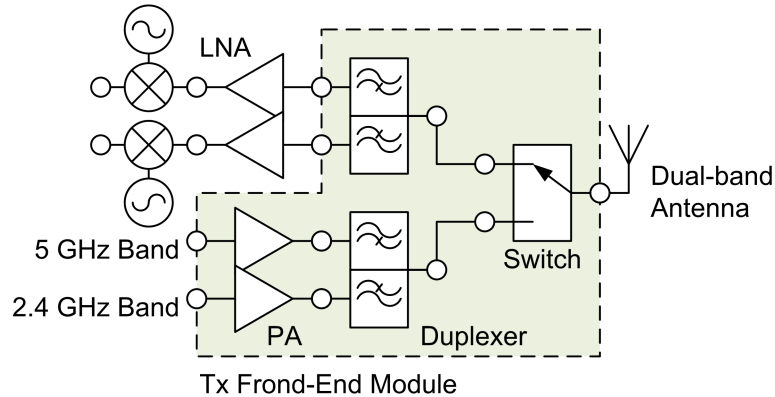 LNA
Dual-band
Antenna
5 GHz Band
Switch
2.4 GHz Band
PA
Duplexer
Tx Frond-End Module